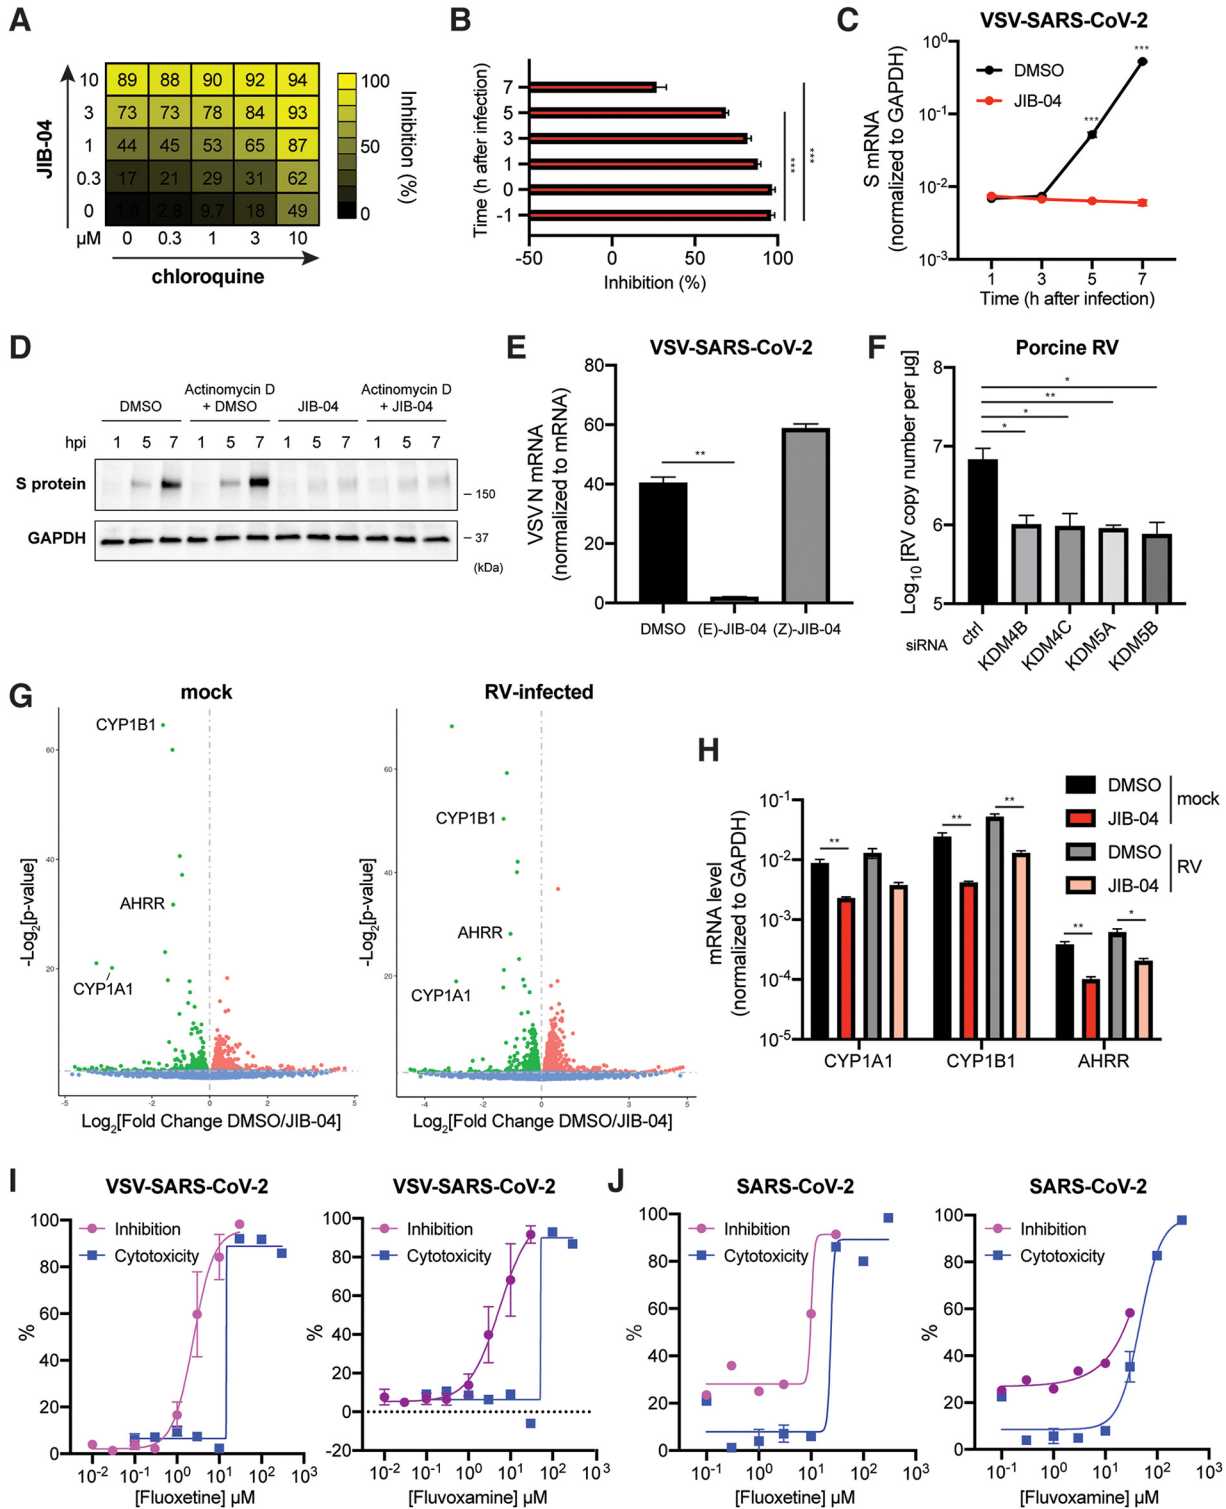 A
JIB-04
10
3
1
0.3
0
µM
89 88 90 92 94
73 73 78 84 93
44 45 53 65 87
17 21 29 31 62
1.8 2.8 9.7 18 49
0 0.3 1 3 10
chloroquine
100
50
0
Inhibition (%)
B
Time (h after infection)
7
5
3
1
0
-1
***
***
-50 0 50 100
Inhibition (%)
C
VSV-SARS-CoV-2
S mRNA
(normalized to GAPDH)
10⁰
10⁻¹
10⁻²
10⁻³
DMSO
JIB-04
***
***
1 3 5 7
Time (h after infection)
D
DMSO
Actinomycin D
+ DMSO
JIB-04
Actinomycin D
+ JIB-04
hpi 1 5 7 1 5 7 1 5 7 1 5 7
S protein
– 150
GAPDH
– 37
(kDa)
E
VSV-SARS-CoV-2
VSV N mRNA
(normalized to mRNA)
80
60
40
20
0
**
DMSO (E)-JIB-04 (Z)-JIB-04
F
Porcine RV
Log₁₀ [RV copy number per µg]
8
7
6
5
*
**
*
*
siRNA
ctrl
KDM4B
KDM4C
KDM5A
KDM5B
G
mock
-Log₂[p-value]
60
40
20
CYP1B1
AHRR
CYP1A1
-5 -2 0 2 5
Log₂[Fold Change DMSO/JIB-04]
RV-infected
-Log₂[p-value]
60
40
20
CYP1B1
AHRR
CYP1A1
-4 -2 0 3 5
Log₂[Fold Change DMSO/JIB-04]
H
mRNA level
(normalized to GAPDH)
10⁻¹
10⁻²
10⁻³
10⁻⁴
10⁻⁵
**
**
**
**
*
DMSO
JIB-04
mock
DMSO
JIB-04
RV
CYP1A1 CYP1B1 AHRR
I
VSV-SARS-CoV-2
%
100
80
60
40
20
0
Inhibition
Cytotoxicity
10⁻² 10⁻¹ 10⁰ 10¹ 10² 10³
[Fluoxetine] µM
VSV-SARS-CoV-2
%
100
80
60
40
20
0
-20
Inhibition
Cytotoxicity
10⁻² 10⁻¹ 10⁰ 10¹ 10² 10³
[Fluvoxamine] µM
J
SARS-CoV-2
%
100
80
60
40
20
0
Inhibition
Cytotoxicity
10⁻¹ 10⁰ 10¹ 10² 10³
[Fluoxetine] µM
SARS-CoV-2
%
100
80
60
40
20
0
Inhibition
Cytotoxicity
10⁻¹ 10⁰ 10¹ 10² 10³
[Fluvoxamine] µM